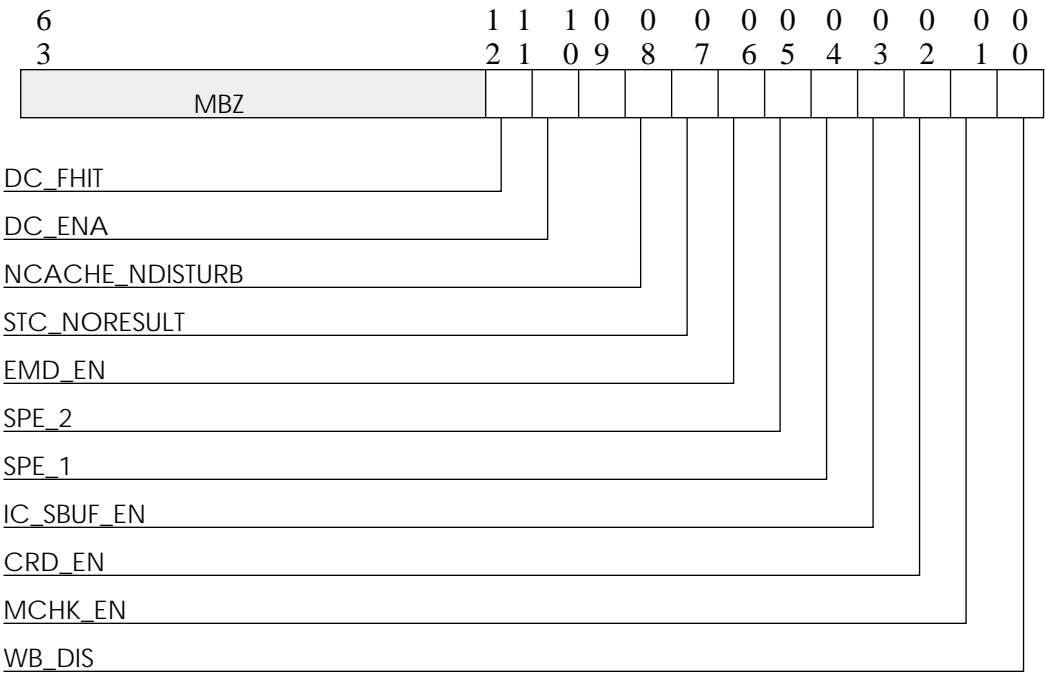 6 1 1 1 0 0 0 0 0 0 0 0 0 0
3 2 1 0 9 8 7 6 5 4 3 2 1 0
MBZ
DC_FHIT
DC_ENA
NCACHE_NDISTURB
STC_NORESULT
EMD_EN
SPE_2
SPE_1
IC_SBUF_EN
CRD_EN
MCHK_EN
WB_DIS